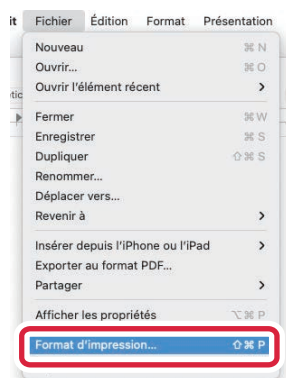 it Fichier Édition Format Présentation
Nouveau ⌘ N
Ouvrir... ⌘ O
Ouvrir l'élément récent >
Fermer ⌘ W
Enregistrer ⌘ S
Dupliquer ⇧ ⌘ S
Renommer...
Déplacer vers...
Revenir à >
Insérer depuis l'iPhone ou l'iPad >
Exporter au format PDF...
Partager >
Afficher les propriétés ⌥ ⌘ P
Format d'impression... ⇧ ⌘ P